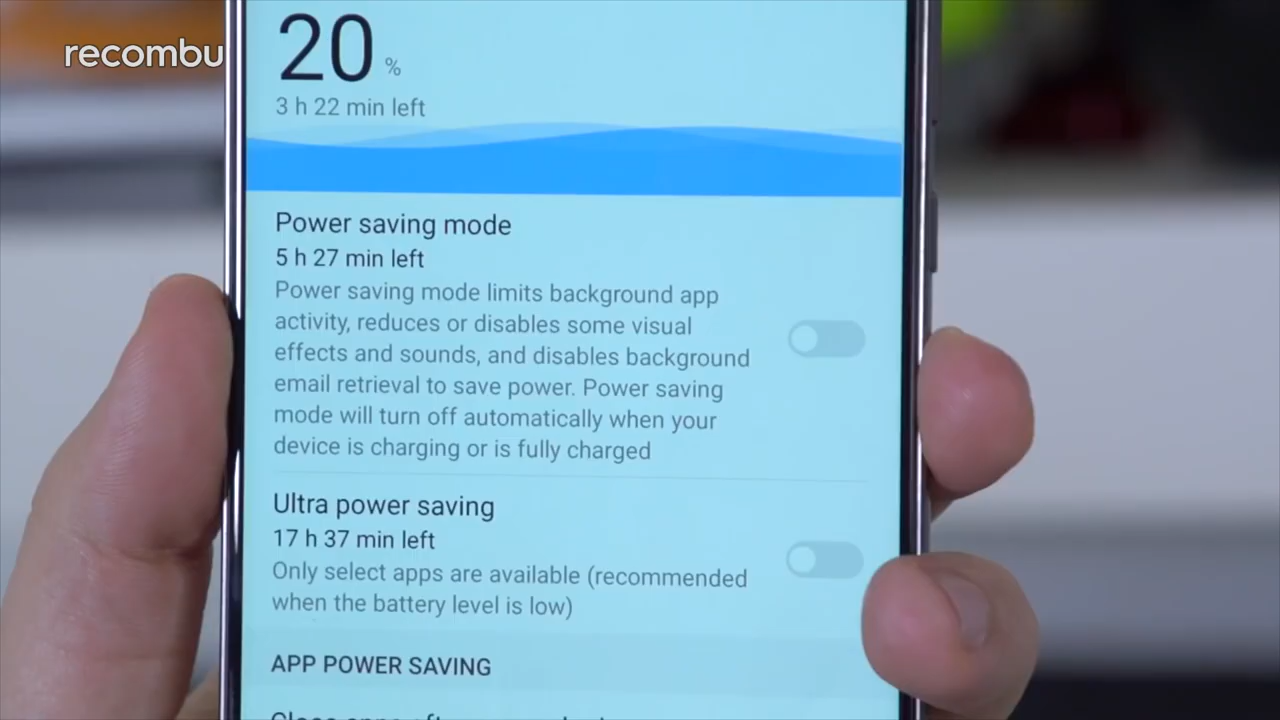 recombu
20 %
3 h 22 min left
Power saving mode
5 h 27 min left
Power saving mode limits background app
activity, reduces or disables some visual
effects and sounds, and disables background
email retrieval to save power. Power saving
mode will turn off automatically when your
device is charging or is fully charged
Ultra power saving
17 h 37 min left
Only select apps are available (recommended
when the battery level is low)
APP POWER SAVING
Close apps after